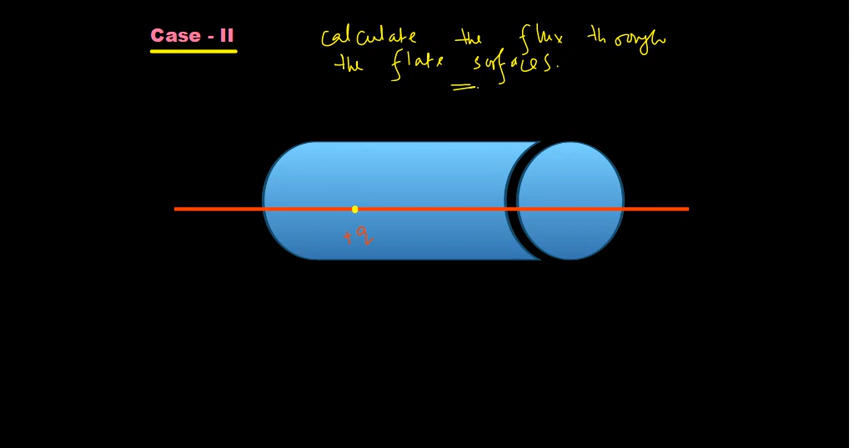 Case - II
calculate the flux through
the flate surfaces.
+q